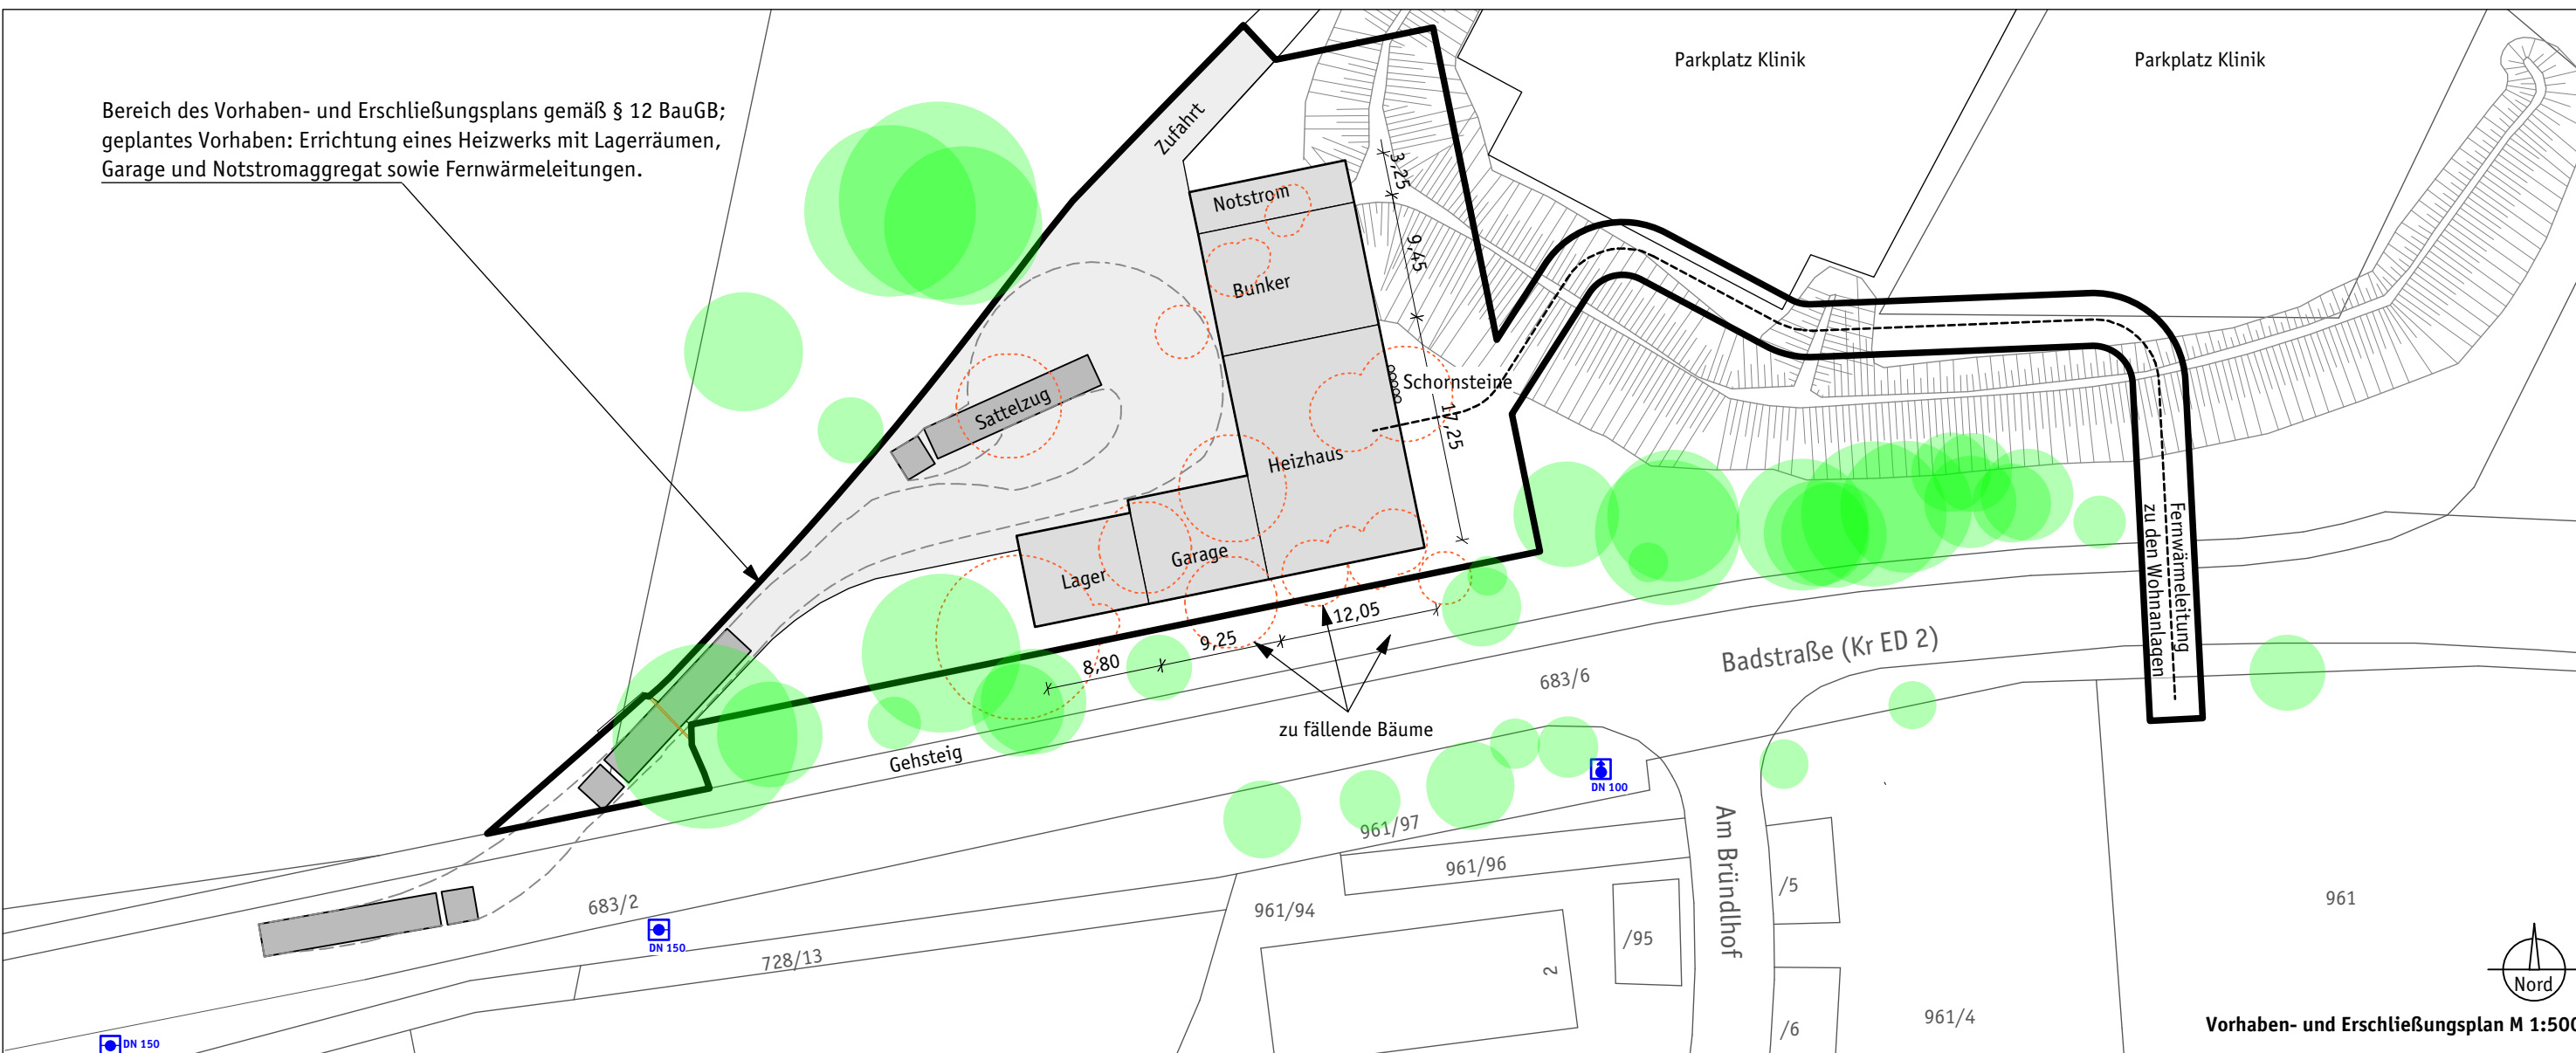 Parkplatz Klinik
Parkplatz Klinik
Bereich des Vorhaben- und Erschließungsplans gemäß § 12 BauGB;
geplantes Vorhaben: Errichtung eines Heizwerks mit Lagerräumen,
Garage und Notstromaggregat sowie Fernwärmeleitungen.
Zufahrt
3,25
Notstrom
9,45
Bunker
Schornsteine
Sattelzug
17,25
Heizhaus
Garage
Lager
Fernwärmeleitung
zu den Wohnanlagen
12,05
9,25
8,80
Badstraße (Kr ED 2)
683/6
zu fällende Bäume
Gehsteig
DN 100
961/97
961/96
Am Bründlhof
/5
961
683/2
961/94
/95
DN 150
728/13
2
Nord
961/4
/6
Vorhaben- und Erschließungsplan M 1:500
DN 150